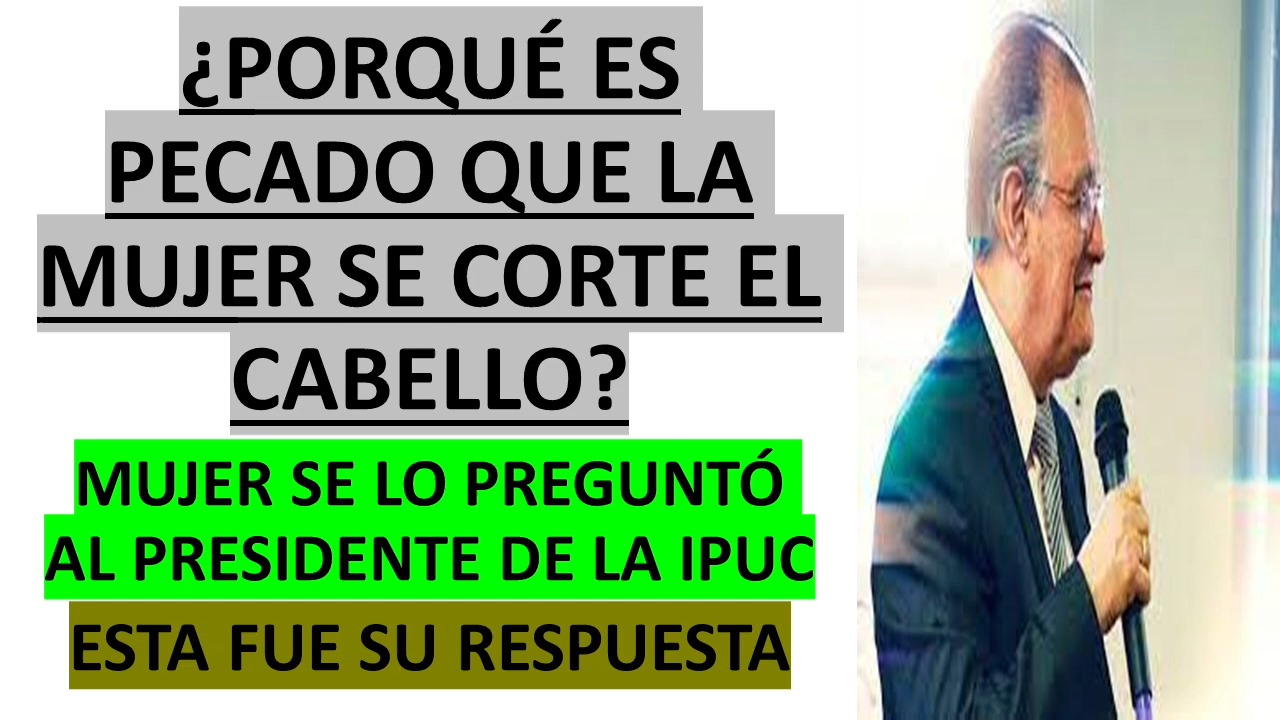 ¿PORQUÉ ES
PECADO QUE LA
MUJER SE CORTE EL
CABELLO?
MUJER SE LO PREGUNTÓ
AL PRESIDENTE DE LA IPUC
ESTA FUE SU RESPUESTA